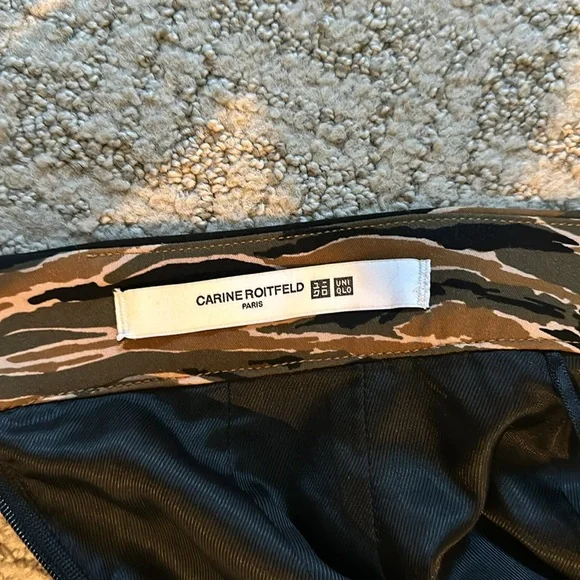 CARINE ROITFELD
PARIS
ユニ
クロ
UNI
QLO